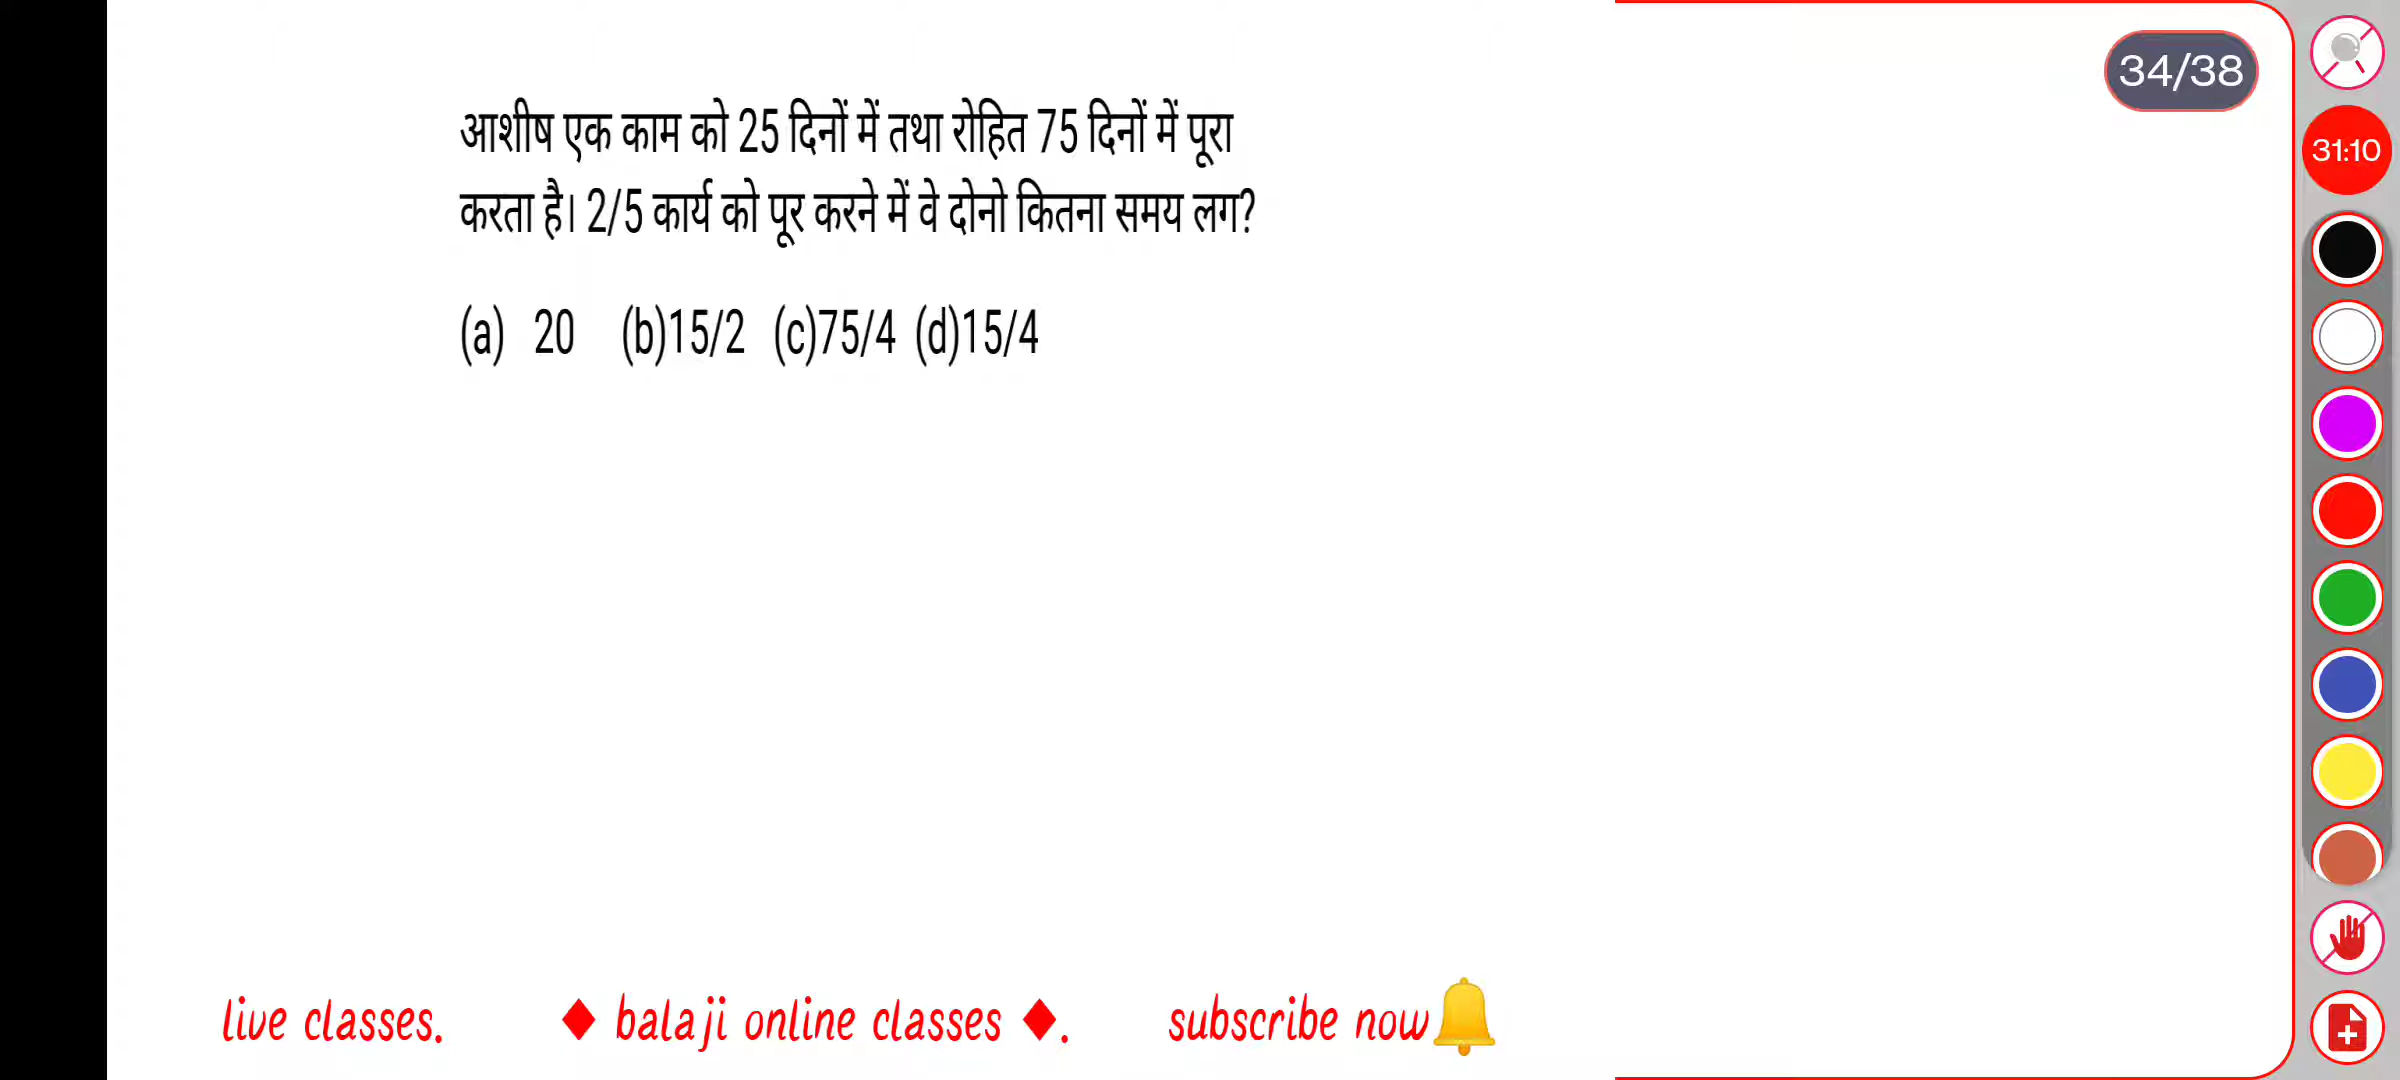 34/38
31:10
आशीष एक काम को 25 दिनों में तथा रोहित 75 दिनों में पूरा
करता है। 2/5 कार्य को पूर करने में वे दोनो कितना समय लग?
(a) 20 (b)15/2 (c)75/4 (d)15/4
live classes. ♦ balaji online classes ♦. subscribe now🔔